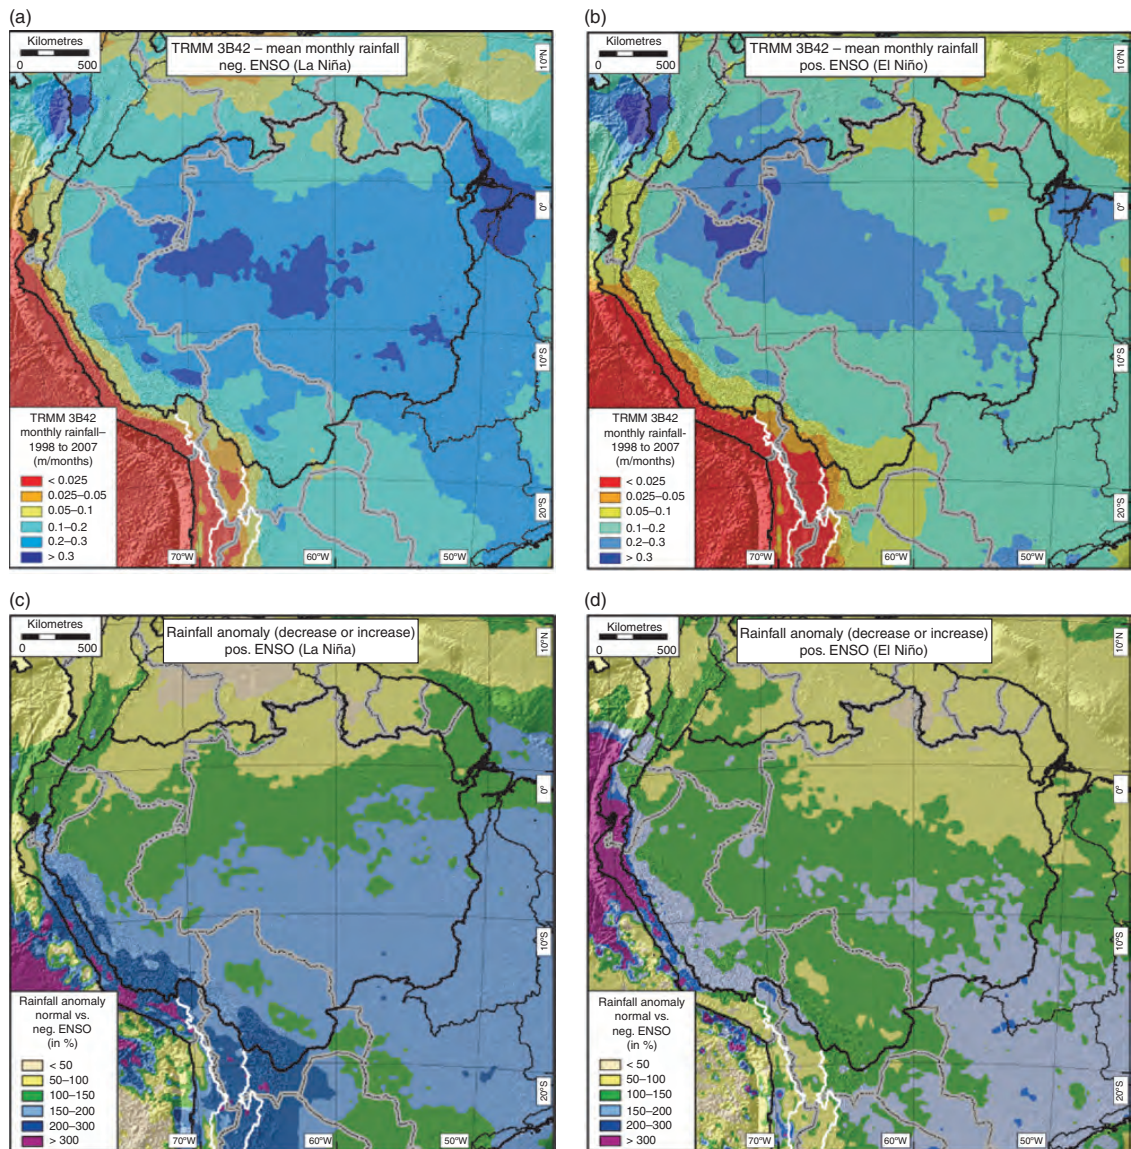 (a)
Kilometres
0 500
TRMM 3B42 – mean monthly rainfall
neg. ENSO (La Niña)
10°N
0°
10°S
20°S
TRMM 3B42
monthly rainfall–
1998 to 2007
(m/months)
< 0.025
0.025–0.05
0.05–0.1
0.1–0.2
0.2–0.3
> 0.3
70°W
60°W
50°W
(b)
Kilometres
0 500
TRMM 3B42 – mean monthly rainfall
pos. ENSO (El Niño)
10°N
0°
10°S
20°S
TRMM 3B42
monthly rainfall-
1998 to 2007
(m/months)
< 0.025
0.025–0.05
0.05–0.1
0.1–0.2
0.2–0.3
> 0.3
70°W
60°W
50°W
(c)
Kilometres
0 500
Rainfall anomaly (decrease or increase)
pos. ENSO (La Niña)
10°N
0°
10°S
20°S
Rainfall anomaly
normal vs.
neg. ENSO
(in %)
< 50
50–100
100–150
150–200
200–300
> 300
70°W
60°W
50°W
(d)
Kilometres
0 500
Rainfall anomaly (decrease or increase)
pos. ENSO (El Niño)
10°N
0°
10°S
20°S
Rainfall anomaly
normal vs.
neg. ENSO
(in %)
< 50
50–100
100–150
150–200
200–300
> 300
70°W
60°W
50°W